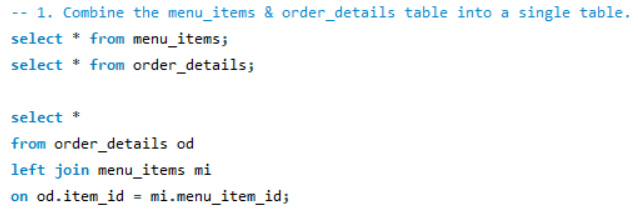 -- 1. Combine the menu_items & order_details table into a single table.
select * from menu_items;
select * from order_details;
select *
from order_details od
left join menu_items mi
on od.item_id = mi.menu_item_id;